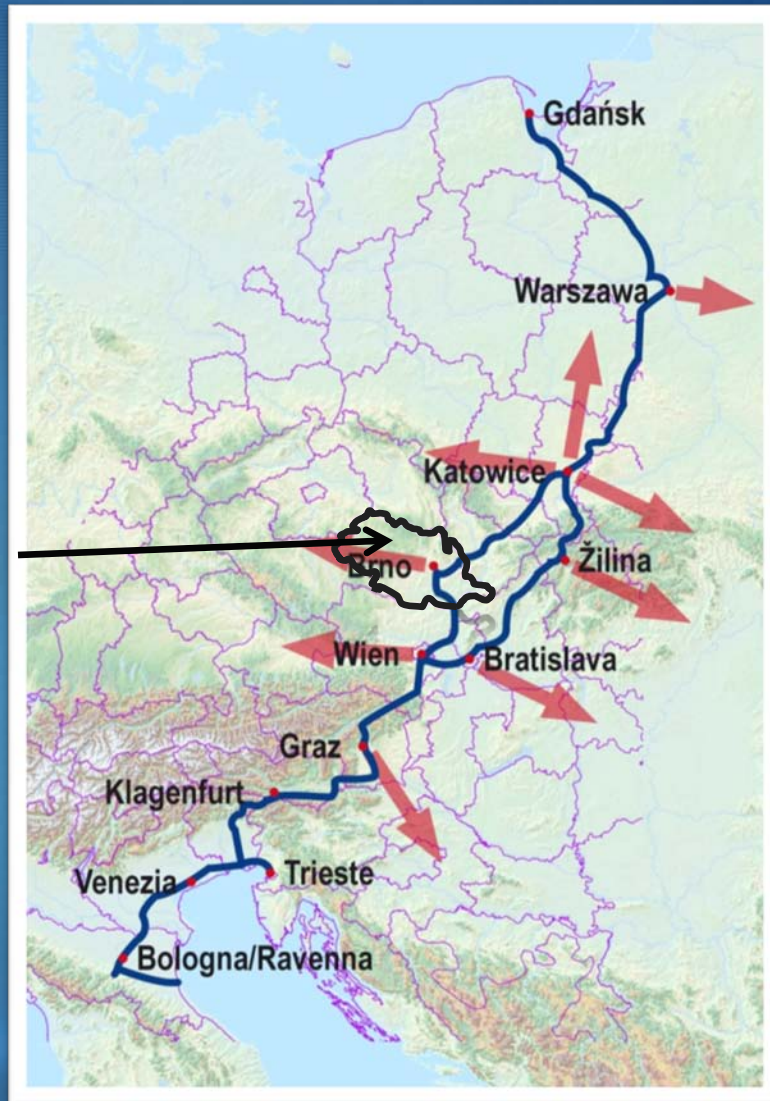 Gdańsk
Warszawa
Katowice
Žilina
Brno
Wien
Bratislava
Graz
Klagenfurt
Trieste
Venezia
Bologna/Ravenna